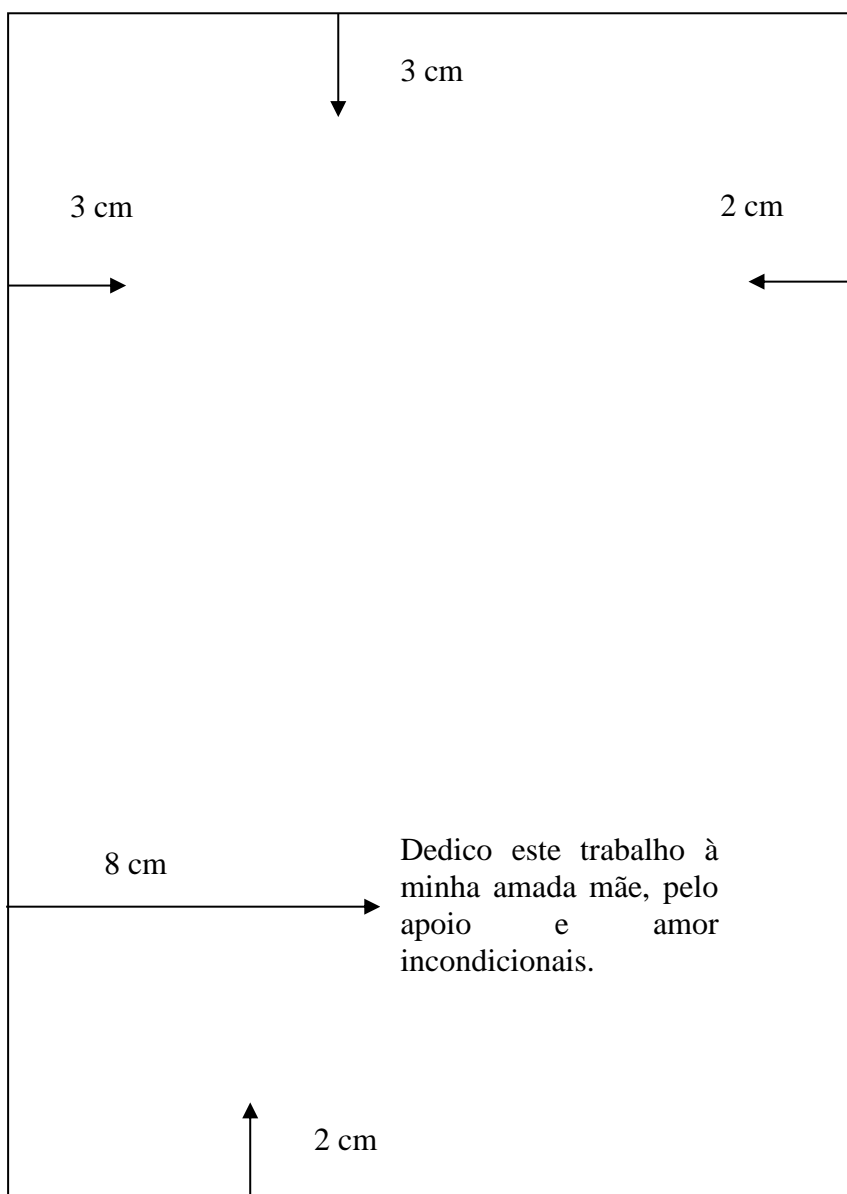 3 cm
3 cm
2 cm
8 cm
Dedico este trabalho à
minha amada mãe, pelo
apoio e amor
incondicionais.
2 cm